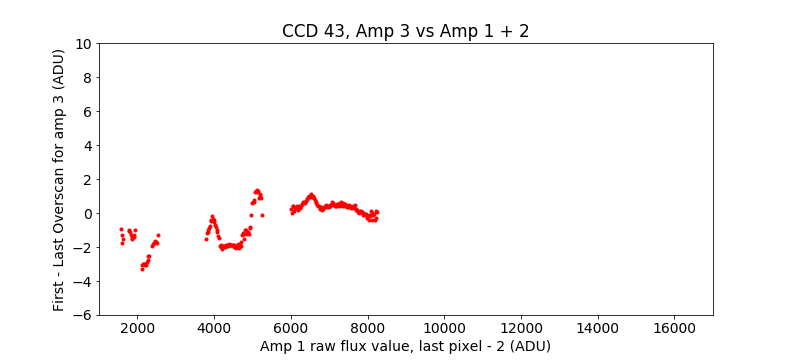 CCD 43, Amp 3 vs Amp 1 + 2
First - Last Overscan for amp 3 (ADU)
10
8
6
4
2
0
−2
−4
−6
2000 4000 6000 8000 10000 12000 14000 16000
Amp 1 raw flux value, last pixel - 2 (ADU)